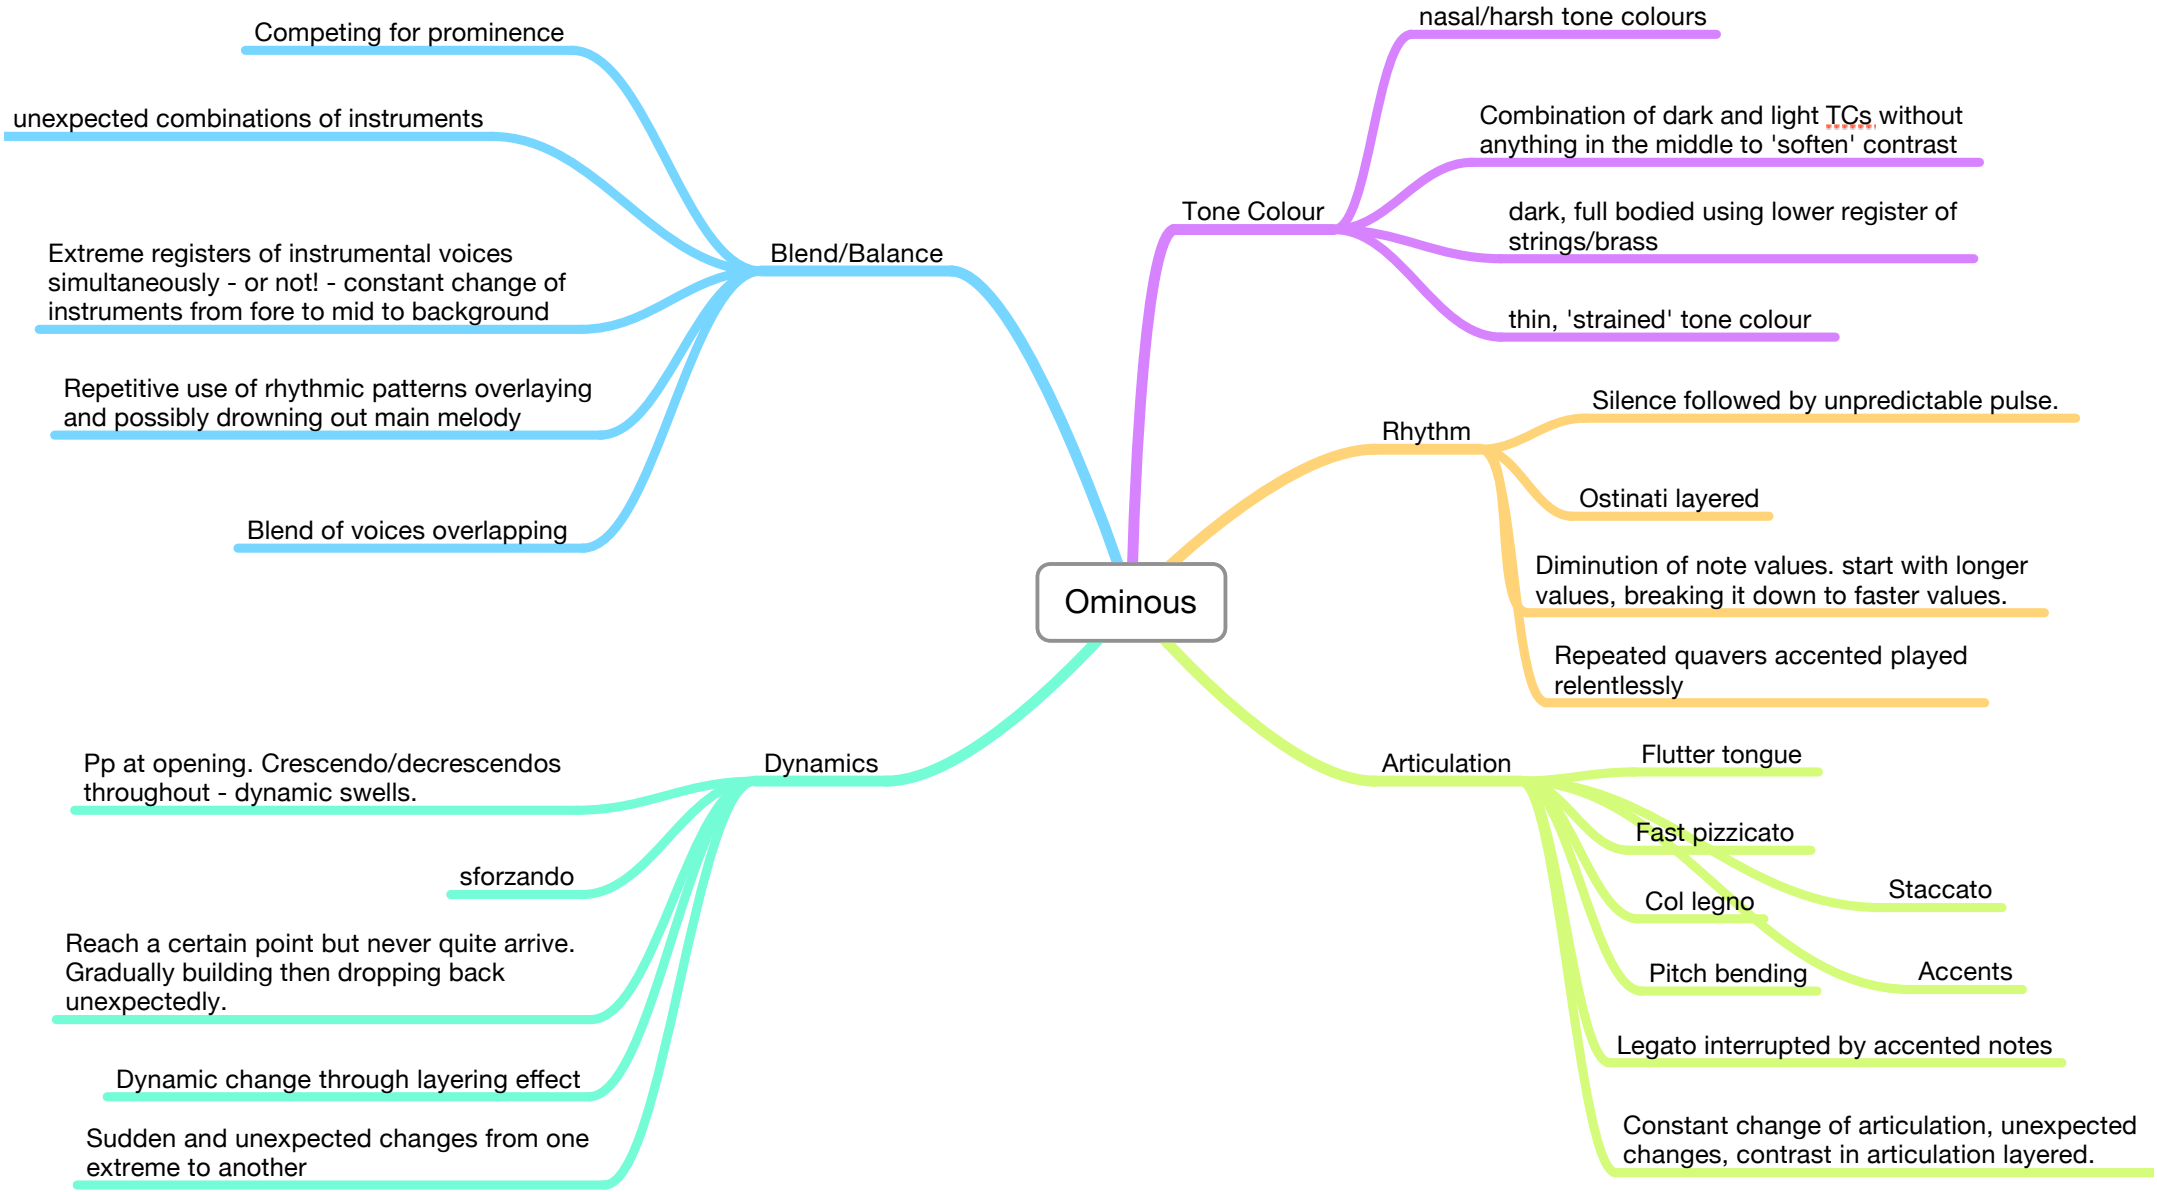 Ominous
Tone Colour
nasal/harsh tone colours
Combination of dark and light TCs without
anything in the middle to 'soften' contrast
dark, full bodied using lower register of
strings/brass
thin, 'strained' tone colour
Rhythm
Silence followed by unpredictable pulse.
Ostinati layered
Diminution of note values. start with longer
values, breaking it down to faster values.
Repeated quavers accented played
relentlessly
Articulation
Flutter tongue
Fast pizzicato
Staccato
Col legno
Accents
Pitch bending
Legato interrupted by accented notes
Constant change of articulation, unexpected
changes, contrast in articulation layered.
Blend/Balance
Competing for prominence
unexpected combinations of instruments
Extreme registers of instrumental voices
simultaneously - or not! - constant change of
instruments from fore to mid to background
Repetitive use of rhythmic patterns overlaying
and possibly drowning out main melody
Blend of voices overlapping
Dynamics
Pp at opening. Crescendo/decrescendos
throughout - dynamic swells.
sforzando
Reach a certain point but never quite arrive.
Gradually building then dropping back
unexpectedly.
Dynamic change through layering effect
Sudden and unexpected changes from one
extreme to another